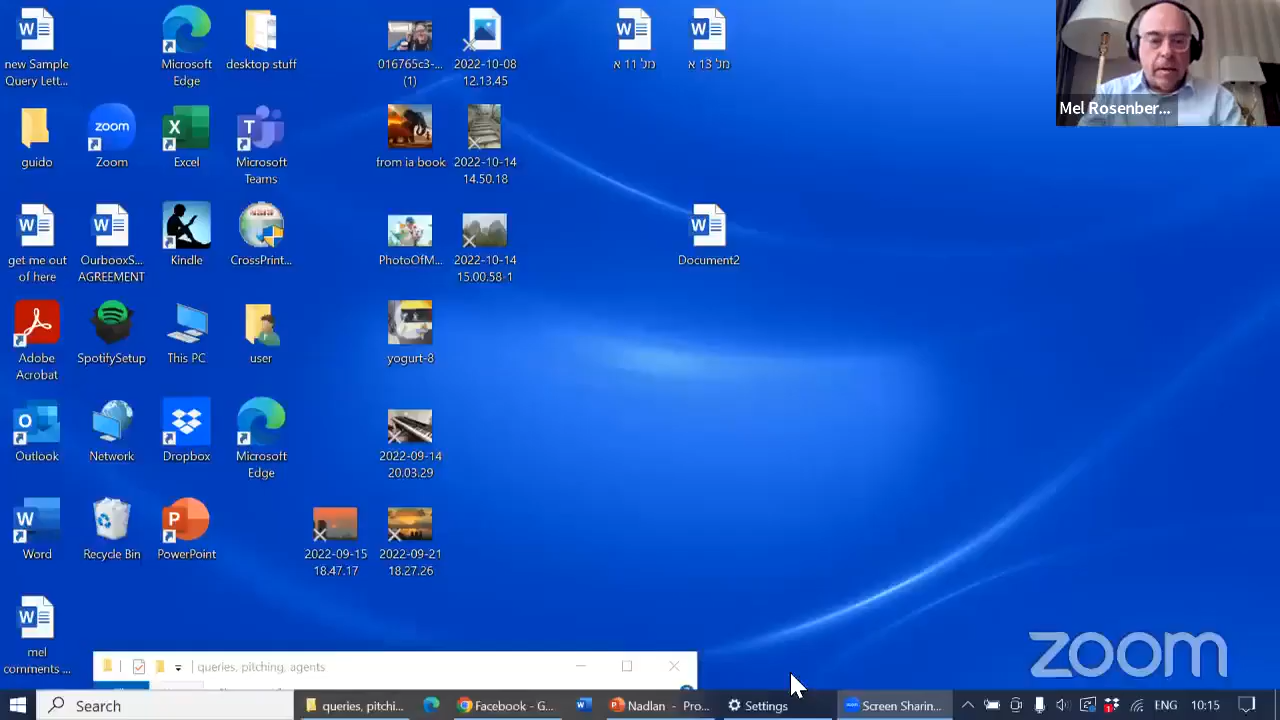 new Sample
Query Lett...
Microsoft
Edge
desktop stuff
016765c3-...
(1)
2022-10-08
12.13.45
מל 11 א
מל 13 א
Mel Rosenber...
guido
zoom
Zoom
Excel
Microsoft
Teams
from ia book
2022-10-14
14.50.18
get me out
of here
OurbooxS...
AGREEMENT
Kindle
CrossPrint...
PhotoOfM...
2022-10-14
15.00.58-1
Document2
Adobe
Acrobat
SpotifySetup
This PC
user
yogurt-8
Outlook
Network
Dropbox
Microsoft
Edge
2022-09-14
20.03.29
Word
Recycle Bin
PowerPoint
2022-09-15
18.47.17
2022-09-21
18.27.26
mel
comments ...
queries, pitching, agents
zoom
Search
queries, pitchi...
Facebook - G...
Nadlan - Pro...
Settings
Screen Sharin...
ENG
10:15